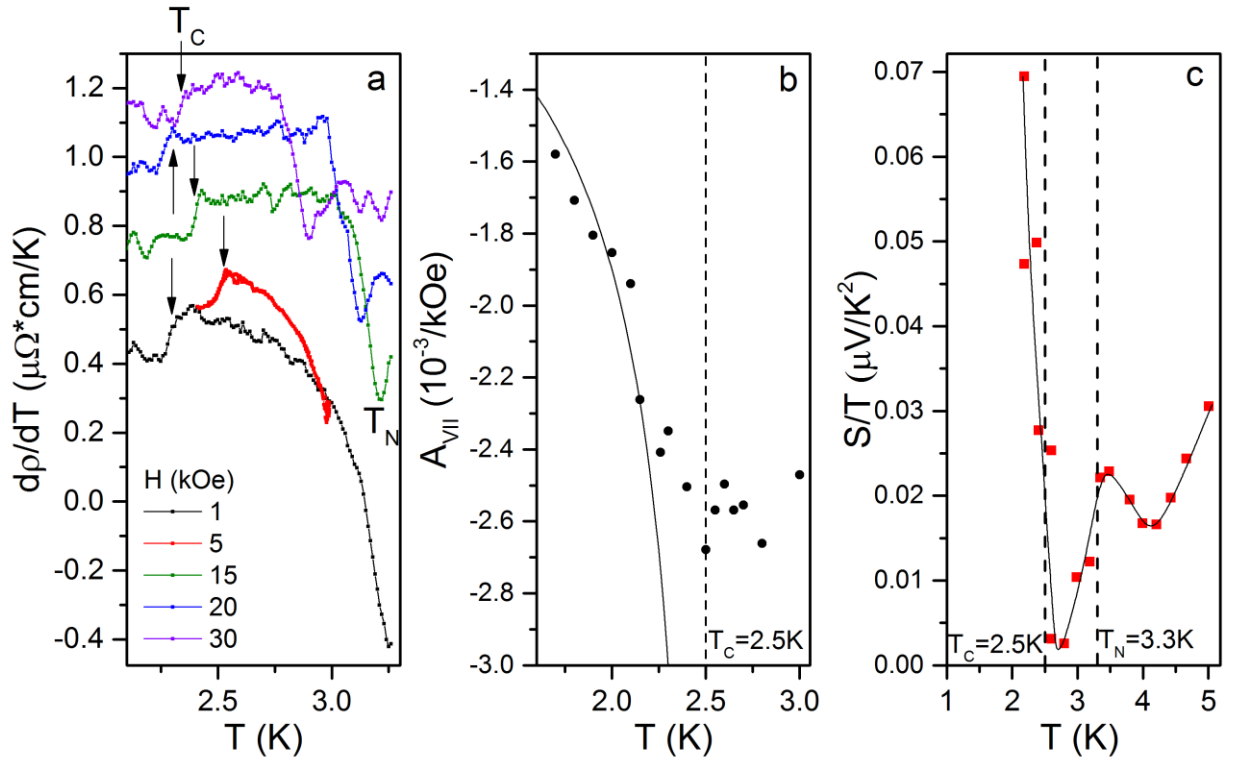 T_C
a
dρ/dT (μΩ*cm/K)
1.2
1.0
0.8
0.6
0.4
0.2
0.0
-0.2
-0.4
T_N
H (kOe)
1
5
15
20
30
2.5
3.0
T (K)
b
A_VII (10^-3/kOe)
-1.4
-1.6
-1.8
-2.0
-2.2
-2.4
-2.6
-2.8
-3.0
T_C=2.5K
2.0
2.5
3.0
T (K)
c
S/T (μV/K^2)
0.07
0.06
0.05
0.04
0.03
0.02
0.01
0.00
T_C=2.5K
T_N=3.3K
1
2
3
4
5
T (K)